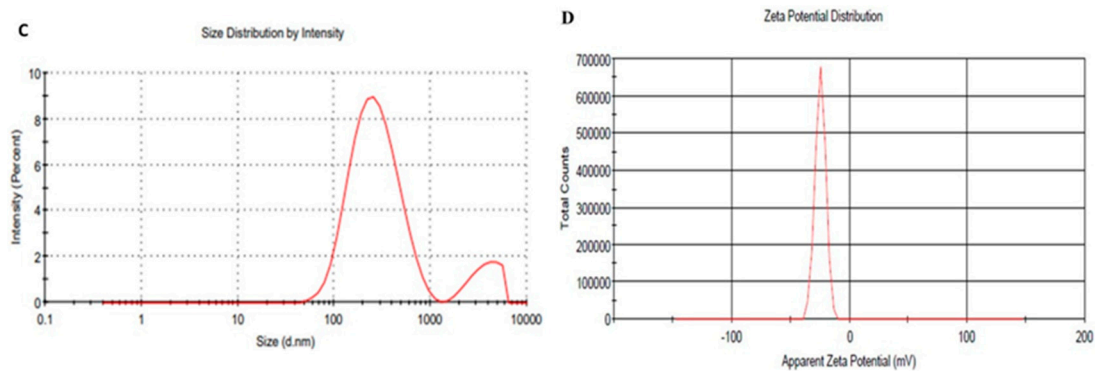 C
Size Distribution by Intensity
Intensity (Percent)
10
8
6
4
2
0
0.1 1 10 100 1000 10000
Size (d.nm)
D
Zeta Potential Distribution
Total Counts
700000
600000
500000
400000
300000
200000
100000
0
-100 0 100 200
Apparent Zeta Potential (mV)